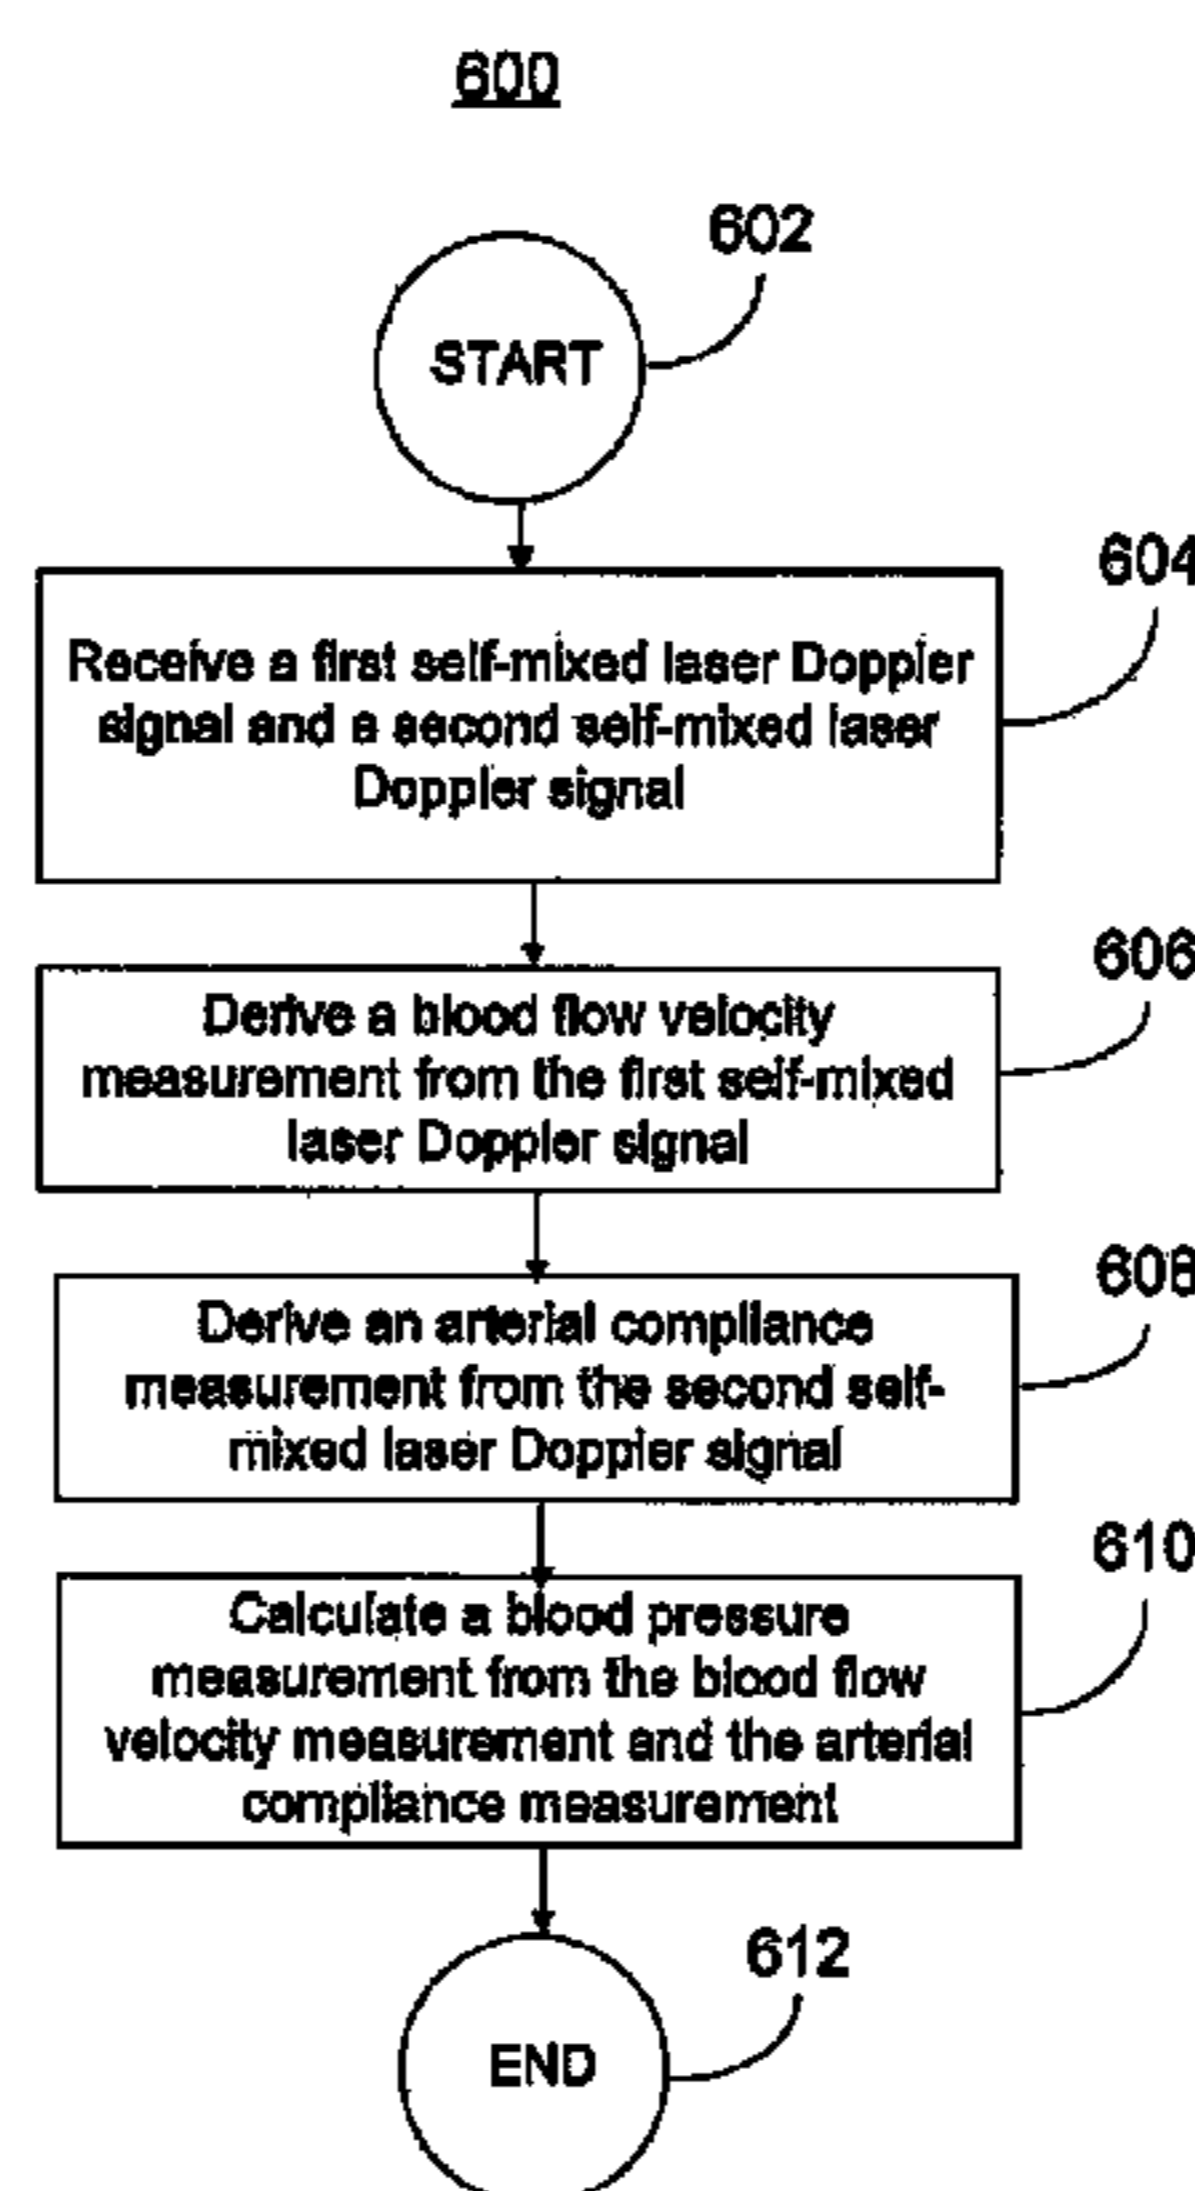 600
602
START
604
Receive a first self-mixed laser Doppler
signal and a second self-mixed laser
Doppler signal
606
Derive a blood flow velocity
measurement from the first self-mixed
laser Doppler signal
608
Derive an arterial compliance
measurement from the second self-
mixed laser Doppler signal
610
Calculate a blood pressure
measurement from the blood flow
velocity measurement and the arterial
compliance measurement
612
END